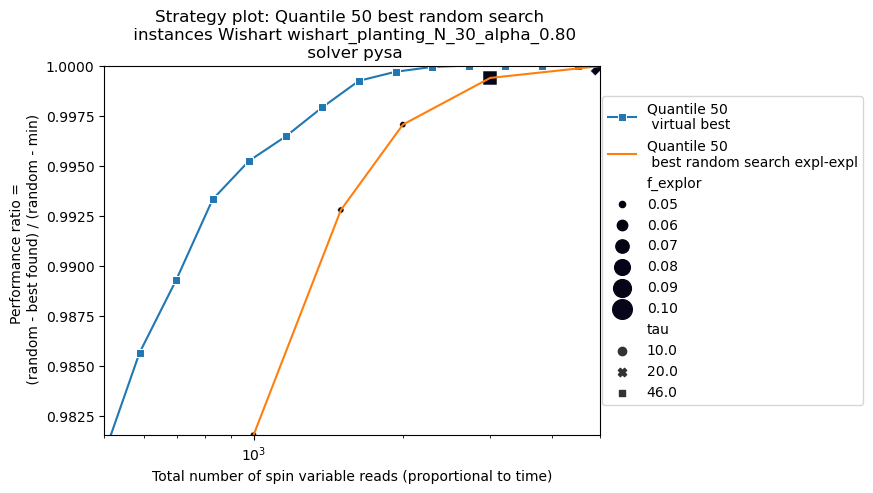 Strategy plot: Quantile 50 best random search
instances Wishart wishart_planting_N_30_alpha_0.80
solver pysa
1.0000
0.9975
0.9950
0.9925
0.9900
0.9875
0.9850
0.9825
Performance ratio =
(random - best found) / (random - min)
10³
Total number of spin variable reads (proportional to time)
Quantile 50
virtual best
Quantile 50
best random search expl-expl
f_explor
0.05
0.06
0.07
0.08
0.09
0.10
tau
10.0
20.0
46.0